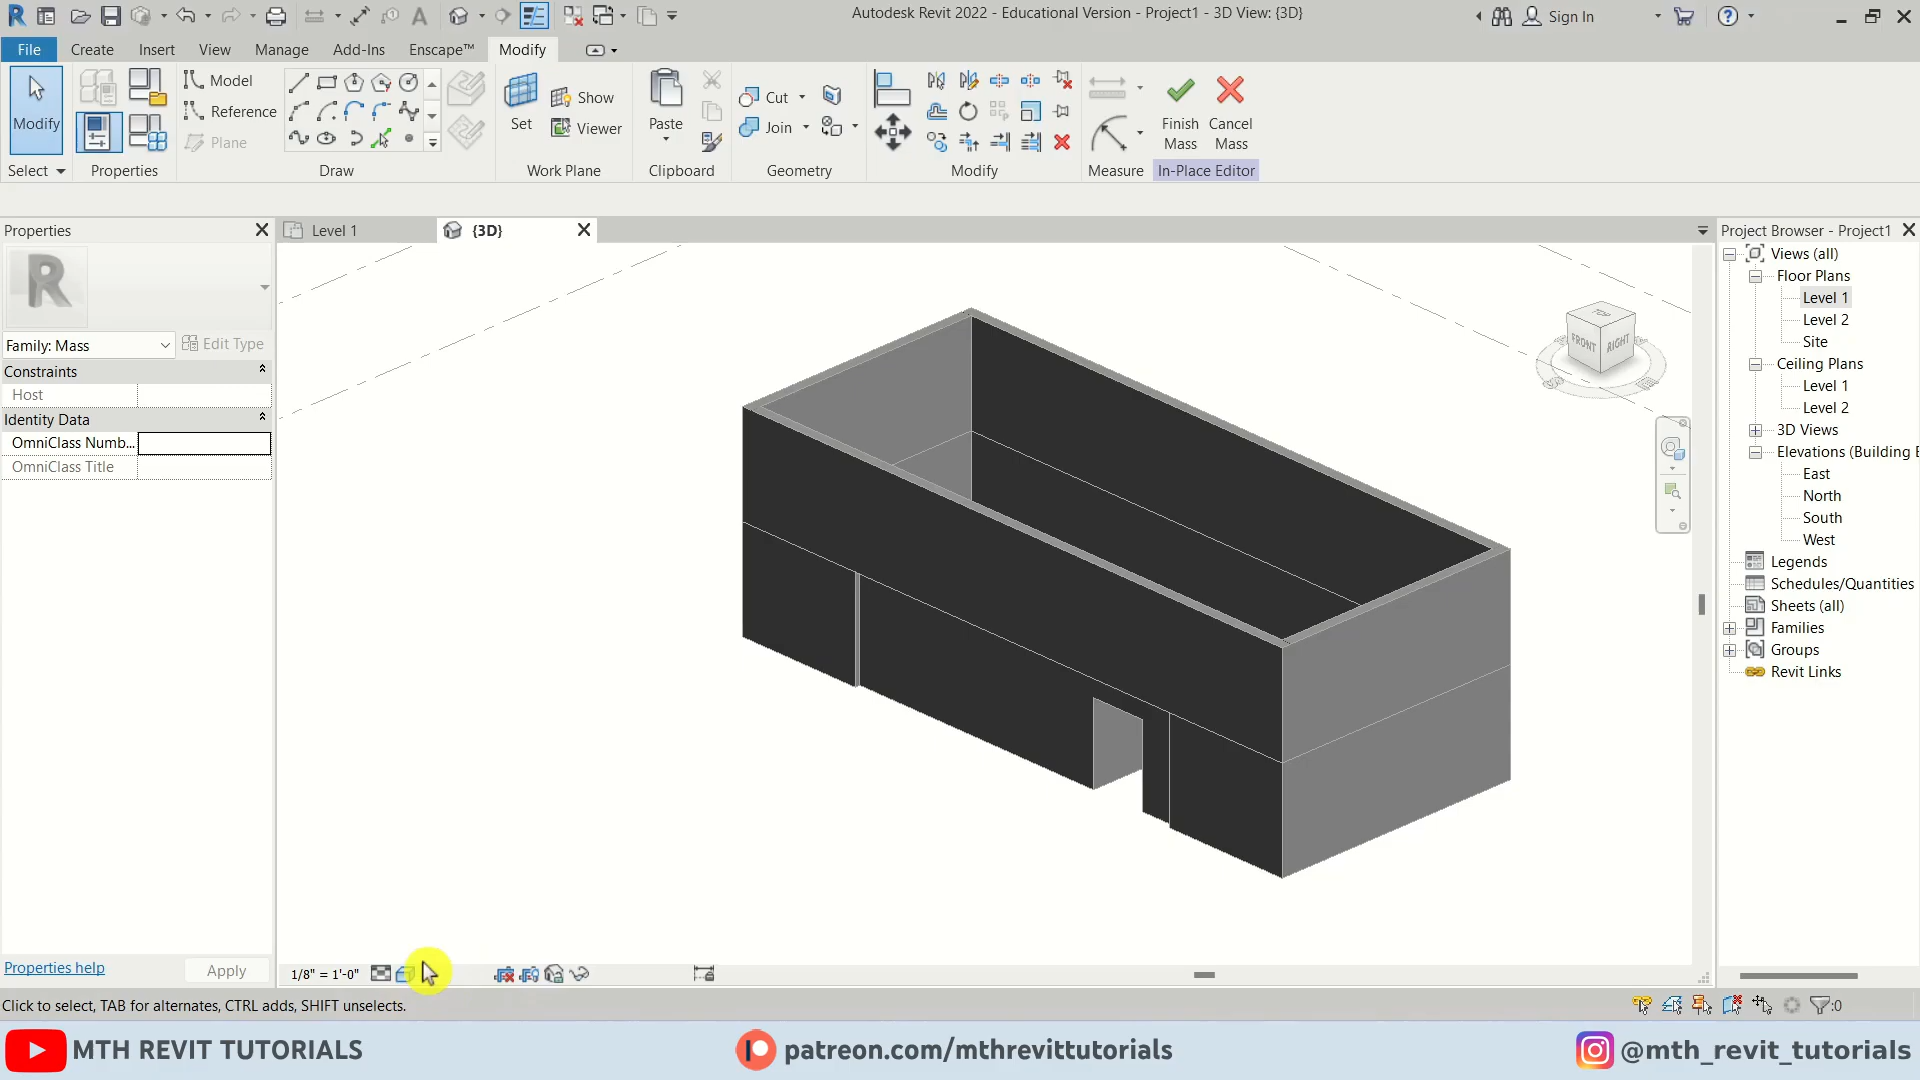 Autodesk Revit 2022 - Educational Version - Project1 - 3D View: {3D}
Sign In
File Create Insert View Manage Add-Ins Enscape™ Modify
Modify
Select
Properties
Model
Reference
Plane
Draw
Set
Show
Viewer
Work Plane
Paste
Clipboard
Cut
Join
Geometry
Modify
Measure
Finish Mass
Cancel Mass
In-Place Editor
Properties
Level 1
{3D}
Project Browser - Project1
R
Family: Mass
Edit Type
Constraints
Host
Identity Data
OmniClass Numb...
OmniClass Title
TOP
FRONT
RIGHT
Views (all)
Floor Plans
Level 1
Level 2
Site
Ceiling Plans
Level 1
Level 2
3D Views
Elevations (Building E
East
North
South
West
Legends
Schedules/Quantities
Sheets (all)
Families
Groups
Revit Links
Properties help
Apply
1/8" = 1'-0"
Click to select, TAB for alternates, CTRL adds, SHIFT unselects.
:0
MTH REVIT TUTORIALS
patreon.com/mthrevittutorials
@mth_revit_tutorials